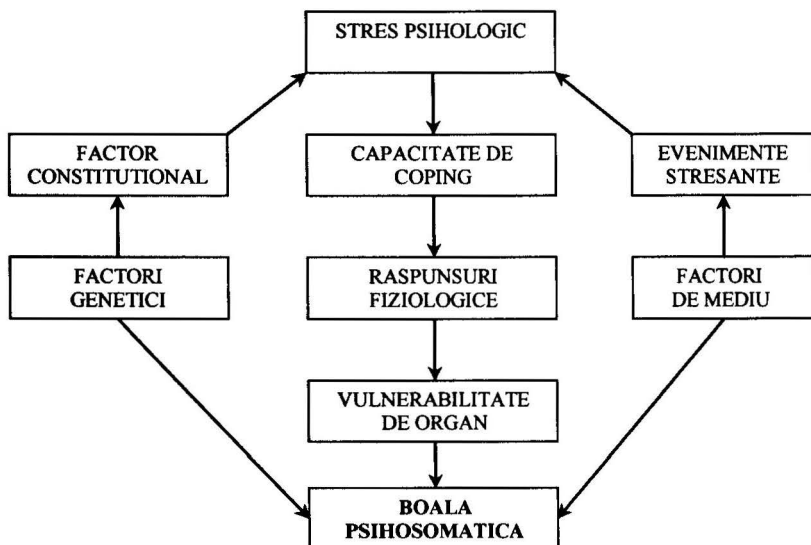 STRES PSIHOLOGIC
FACTOR
CONSTITUTIONAL
CAPACITATE DE
COPING
EVENIMENTE
STRESANTE
FACTORI
GENETICI
RASPUNSURI
FIZIOLOGICE
FACTORI
DE MEDIU
VULNERABILITATE
DE ORGAN
BOALA
PSIHOSOMATICA